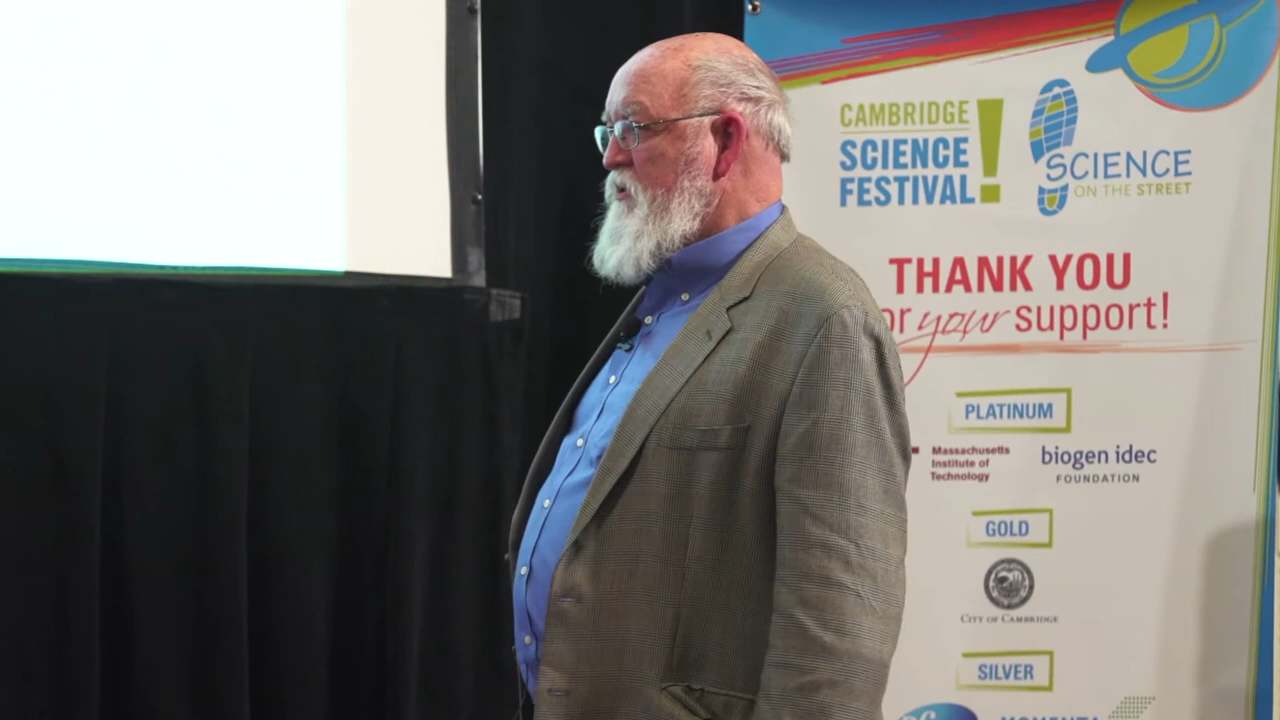 CAMBRIDGE
SCIENCE
FESTIVAL!
SCIENCE
ON THE STREET
THANK YOU
your support!
PLATINUM
Massachusetts
Institute of
Technology
biogen idec
FOUNDATION
GOLD
CITY OF CAMBRIDGE
SILVER